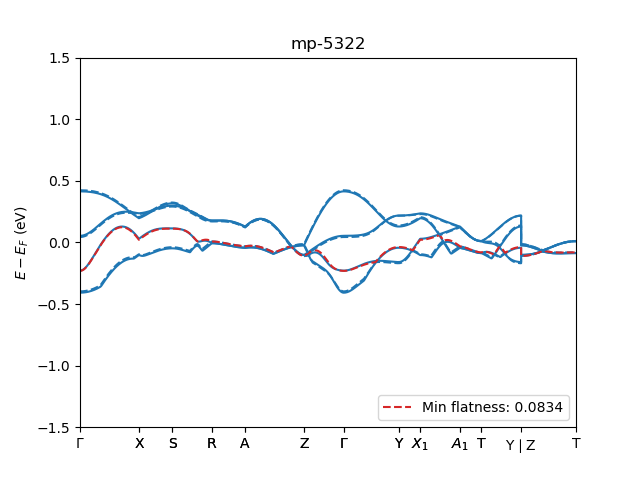 mp-5322
E − E_F (eV)
1.5
1.0
0.5
0.0
−0.5
−1.0
−1.5
Min flatness: 0.0834
Γ X S R A Z Γ Y X₁ A₁ T Y | Z T